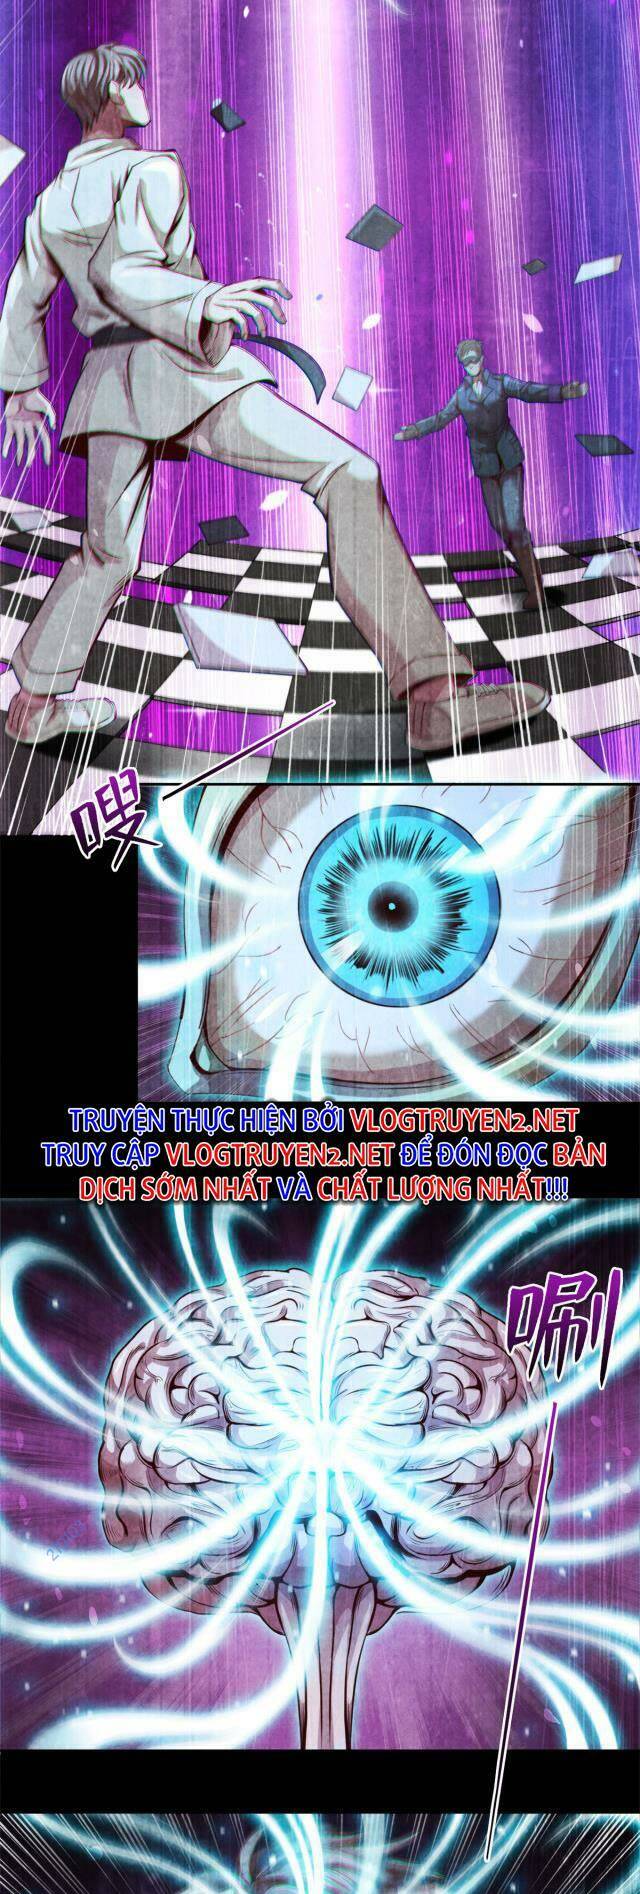 嗖
TRUYỆN THỰC HIỆN BỞI VLOGTRUYEN2.NET
TRUY CẬP VLOGTRUYEN2.NET ĐỂ ĐÓN ĐỌC BẢN
DỊCH SỚM NHẤT VÀ CHẤT LƯỢNG NHẤT!!!
唰